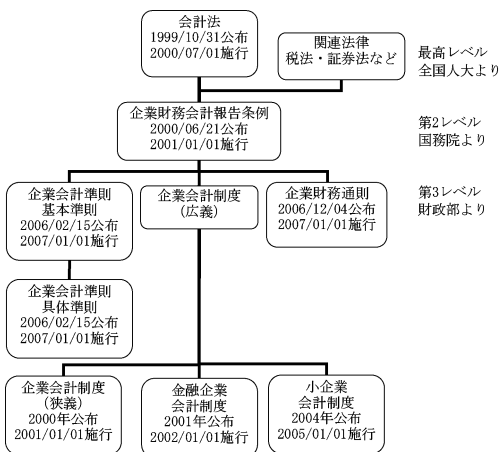 会計法
1999/10/31公布
2000/07/01施行
関連法律
税法・証券法など
最高レベル
全国人大より
企業財務会計報告条例
2000/06/21公布
2001/01/01施行
第2レベル
国務院より
企業会計準則
基本準則
2006/02/15公布
2007/01/01施行
企業会計制度
(広義)
企業財務通則
2006/12/04公布
2007/01/01施行
第3レベル
財政部より
企業会計準則
具体準則
2006/02/15公布
2007/01/01施行
企業会計制度
(狭義)
2000年公布
2001/01/01施行
金融企業
会計制度
2001年公布
2002/01/01施行
小企業
会計制度
2004年公布
2005/01/01施行